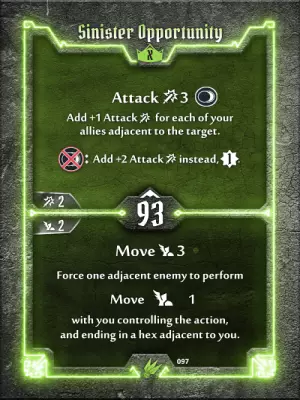 Sinister Opportunity
X
Attack 3
Add +1 Attack for each of your
allies adjacent to the target.
: Add +2 Attack instead, 1.
2
93
2
Move 3
Force one adjacent enemy to perform
Move 1
with you controlling the action,
and ending in a hex adjacent to you.
097